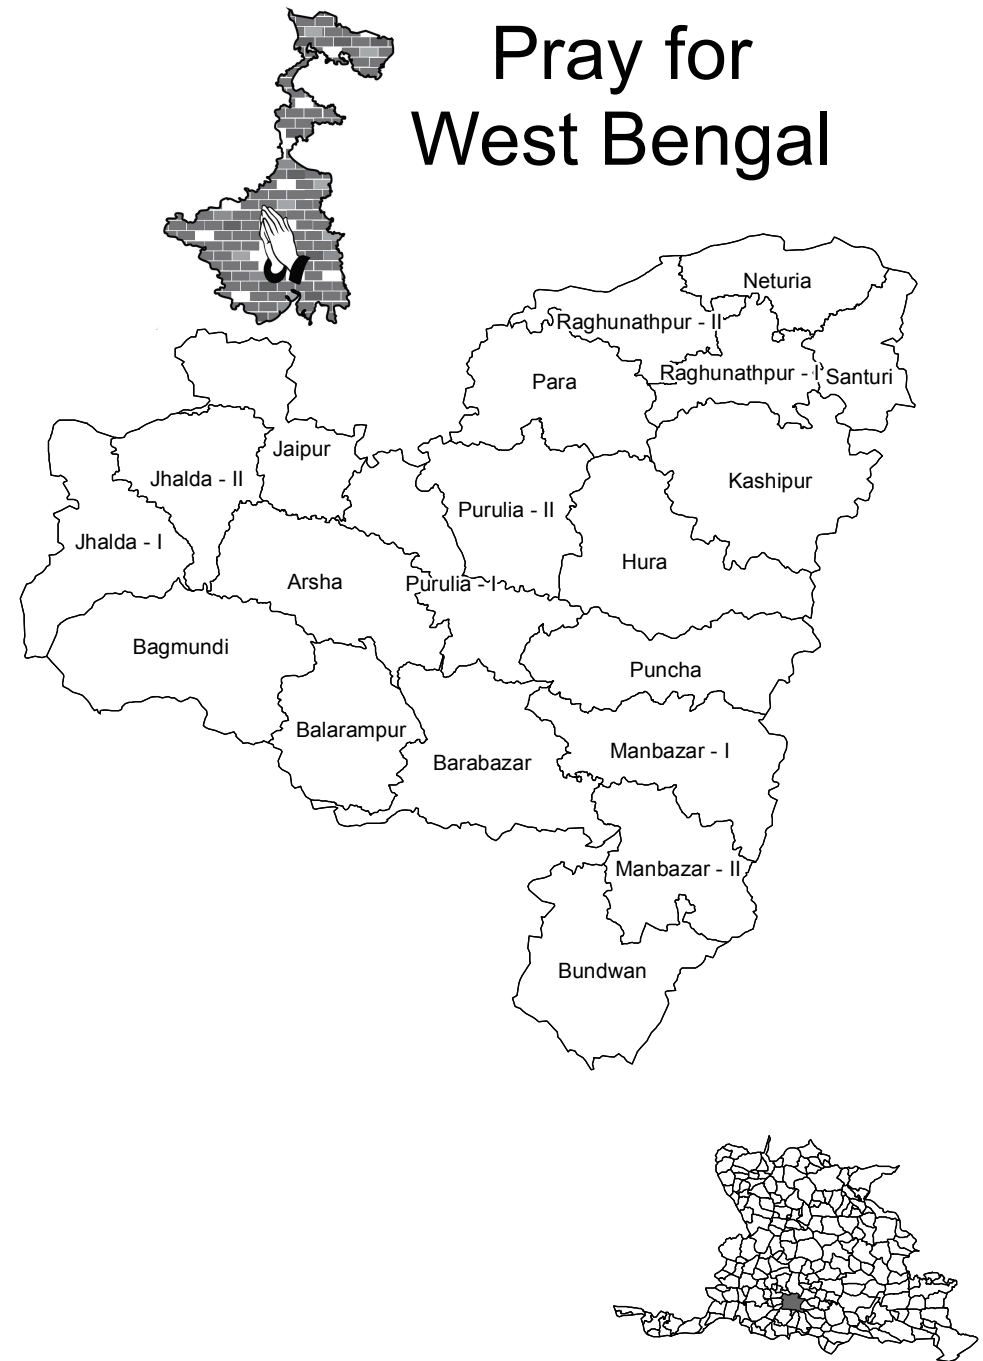 Pray for
West Bengal
Neturia
Raghunathpur - II
Raghunathpur - I
Santuri
Para
Jaipur
Jhalda - II
Kashipur
Purulia - II
Jhalda - I
Hura
Arsha
Purulia - I
Bagmundi
Puncha
Balarampur
Manbazar - I
Barabazar
Manbazar - II
Bundwan